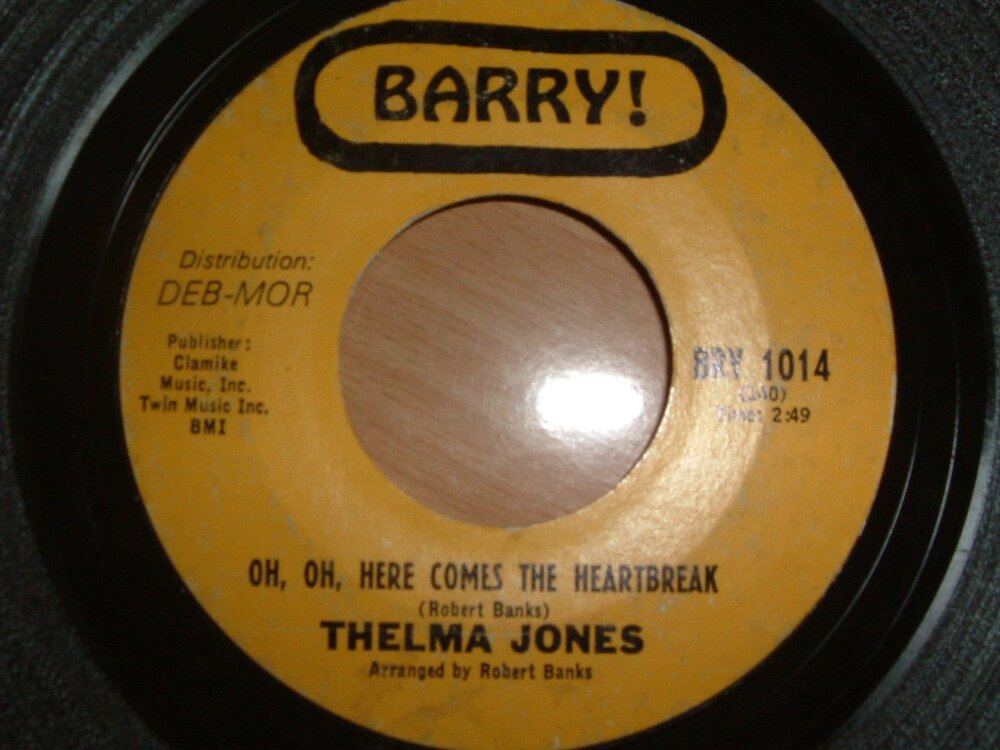 BARRY!
Distribution:
DEB-MOR
Publisher:
Clamike
Music, Inc.
Twin Music Inc.
BMI
BRY 1014
Time: 2:49
OH, OH, HERE COMES THE HEARTBREAK
(Robert Banks)
THELMA JONES
Arranged by Robert Banks